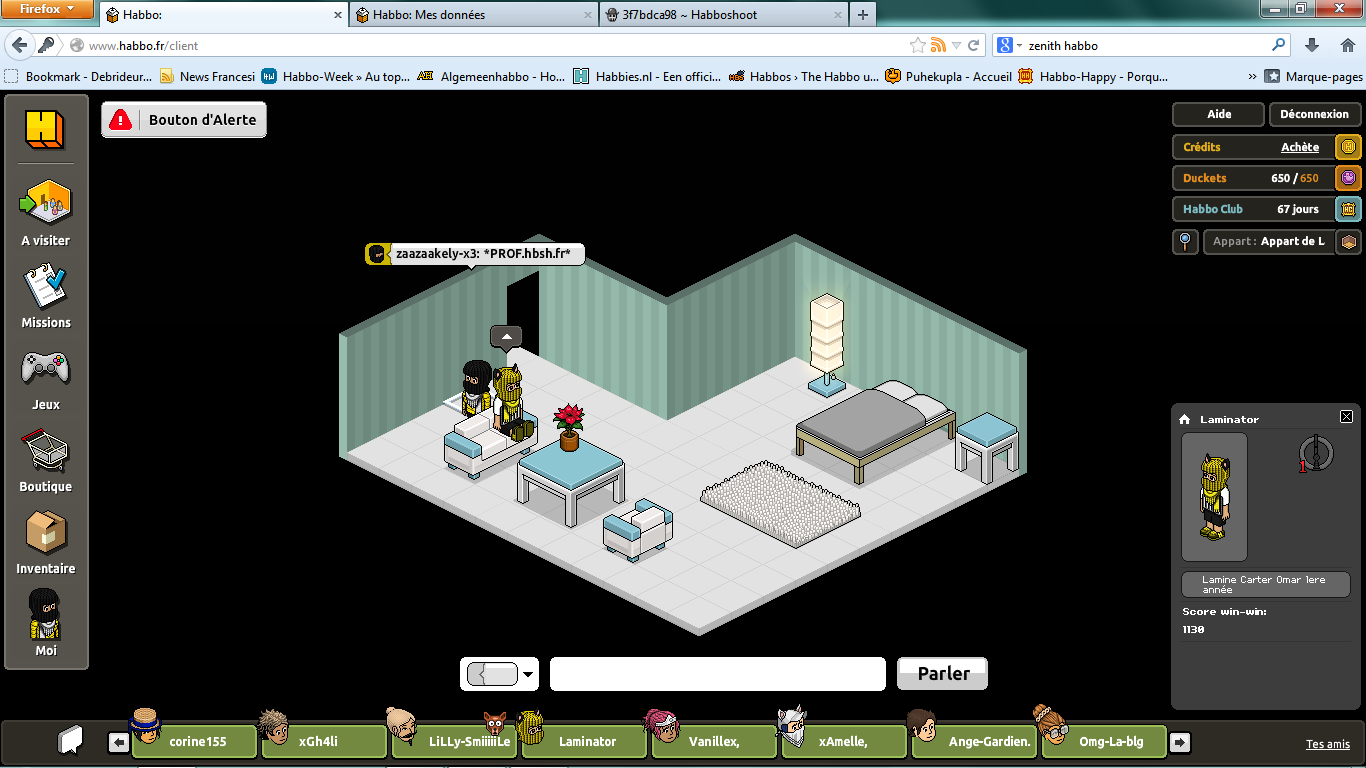 Firefox
Habbo:
Habbo: Mes données
3f7bdca98 ~ Habboshoot
www.habbo.fr/client
zenith habbo
Bookmark - Debrideur...
News Francesi
Habbo-Week » Au top...
Algemeenhabbo - Ho...
Habbies.nl - Een offici...
Habbos › The Habbo u...
Puhekupla - Accueil
Habbo-Happy - Porqu...
»
Marque-pages
Bouton d'Alerte
Aide
Déconnexion
Crédits
Achète
Duckets
650 / 650
Habbo Club
67 jours
Appart : Appart de L
A visiter
Missions
Jeux
Boutique
Inventaire
Moi
zaazaakely-x3: *PROF.hbsh.fr*
Laminator
1
Lamine Carter Omar 1ere
année
Score win-win:
1130
Parler
corine155
xGh4li
LiLLy-SmiiiiiLe
Laminator
Vanillex,
xAmelle,
Ange-Gardien.
Omg-La-blg
Tes amis